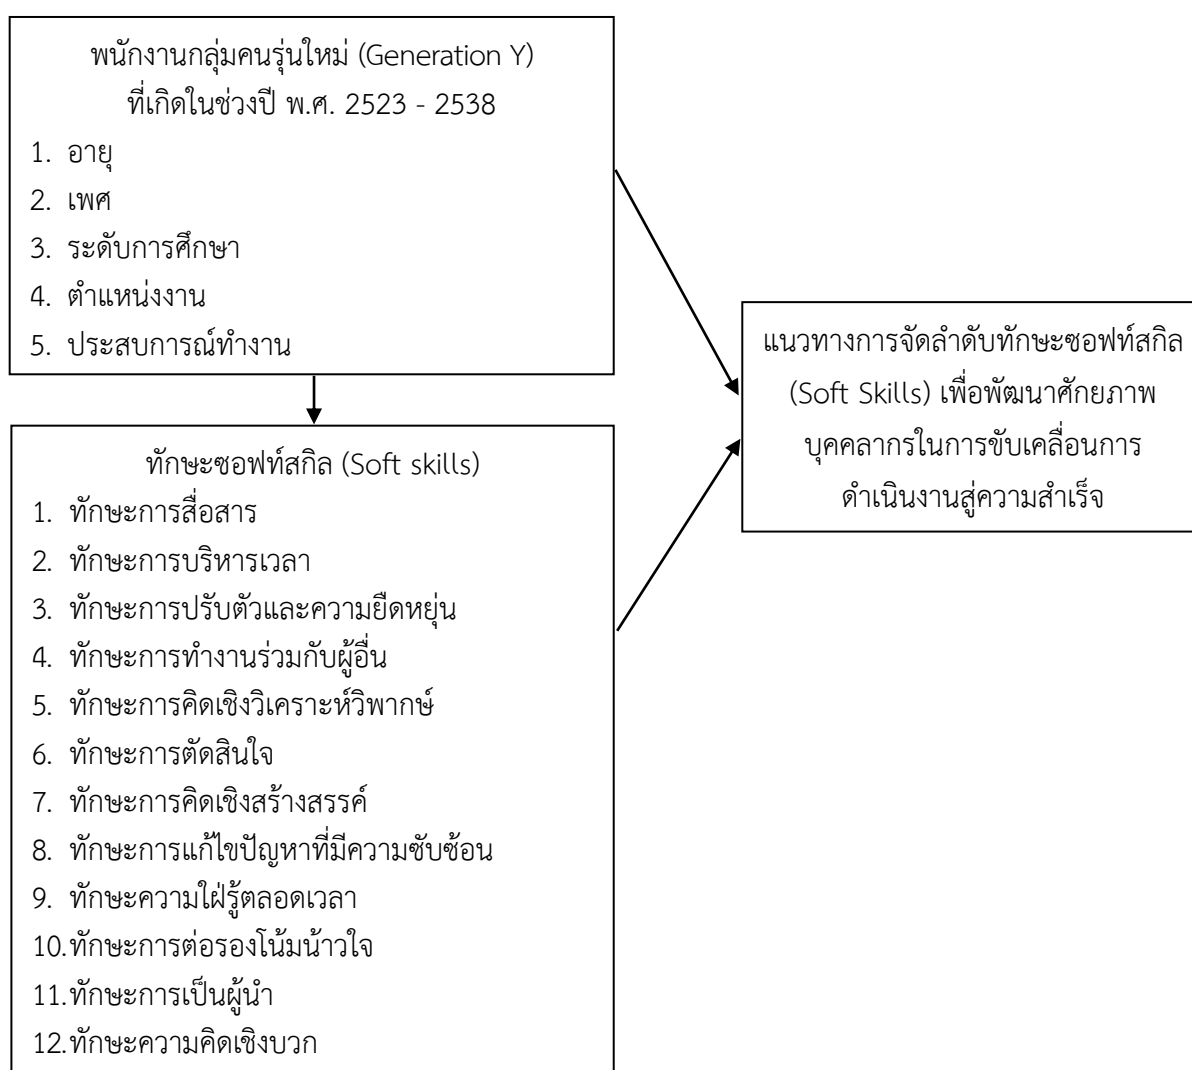 พนักงานกลุ่มคนรุ่นใหม่ (Generation Y)
ที่เกิดในช่วงปี พ.ศ. 2523 - 2538
1. อายุ
2. เพศ
3. ระดับการศึกษา
4. ตำแหน่งงาน
5. ประสบการณ์ทำงาน
ทักษะซอฟท์สกิล (Soft skills)
1. ทักษะการสื่อสาร
2. ทักษะการบริหารเวลา
3. ทักษะการปรับตัวและความยืดหยุ่น
4. ทักษะการทำงานร่วมกับผู้อื่น
5. ทักษะการคิดเชิงวิเคราะห์วิพากษ์
6. ทักษะการตัดสินใจ
7. ทักษะการคิดเชิงสร้างสรรค์
8. ทักษะการแก้ไขปัญหาที่มีความซับซ้อน
9. ทักษะความใฝ่รู้ตลอดเวลา
10.ทักษะการต่อรองโน้มน้าวใจ
11.ทักษะการเป็นผู้นำ
12.ทักษะความคิดเชิงบวก
แนวทางการจัดลำดับทักษะซอฟท์สกิล
(Soft Skills) เพื่อพัฒนาศักยภาพ
บุคคลากรในการขับเคลื่อนการ
ดำเนินงานสู่ความสำเร็จ